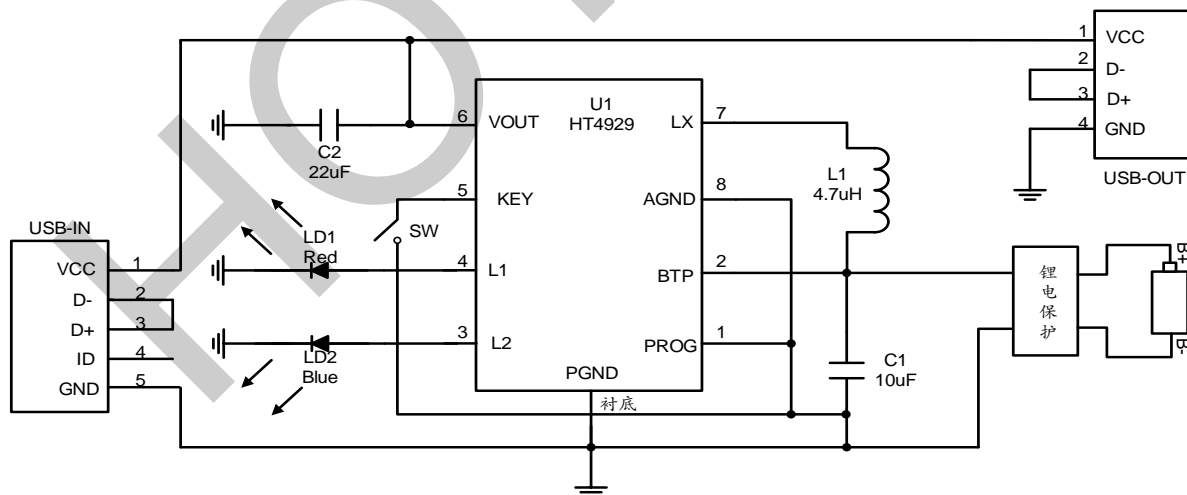 1
VCC
2
D-
3
D+
4
GND
USB-OUT
U1
HT4929
6
VOUT
LX
7
C2
22uF
L1
4.7uH
5
KEY
AGND
8
SW
USB-IN
VCC
1
D-
2
D+
3
ID
4
GND
5
LD1
Red
4
L1
BTP
2
3
L2
PROG
1
LD2
Blue
PGND
衬底
C1
10uF
锂
电
保
护
B+
B-